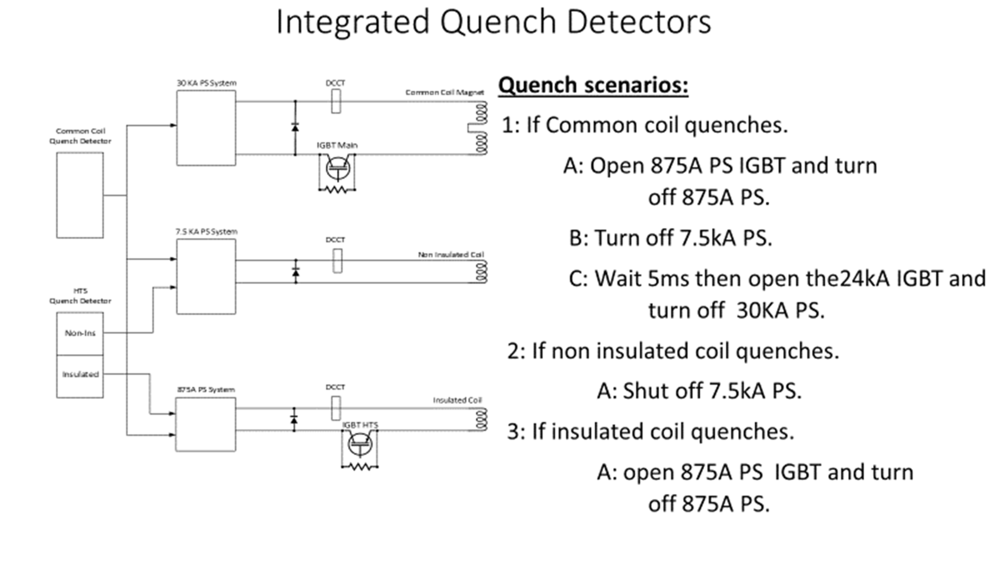 Integrated Quench Detectors
30 KA PS System
DCCT
Common Coil Magnet
Common Coil
Quench Detector
IGBT Main
7.5 KA PS System
DCCT
Non Insulated Coil
HTS
Quench Detector
Non-Ins
Insulated
875A PS System
DCCT
Insulated Coil
IGBT HTS
Quench scenarios:
1: If Common coil quenches.
A: Open 875A PS IGBT and turn
off 875A PS.
B: Turn off 7.5kA PS.
C: Wait 5ms then open the24kA IGBT and
turn off 30KA PS.
2: If non insulated coil quenches.
A: Shut off 7.5kA PS.
3: If insulated coil quenches.
A: open 875A PS IGBT and turn
off 875A PS.